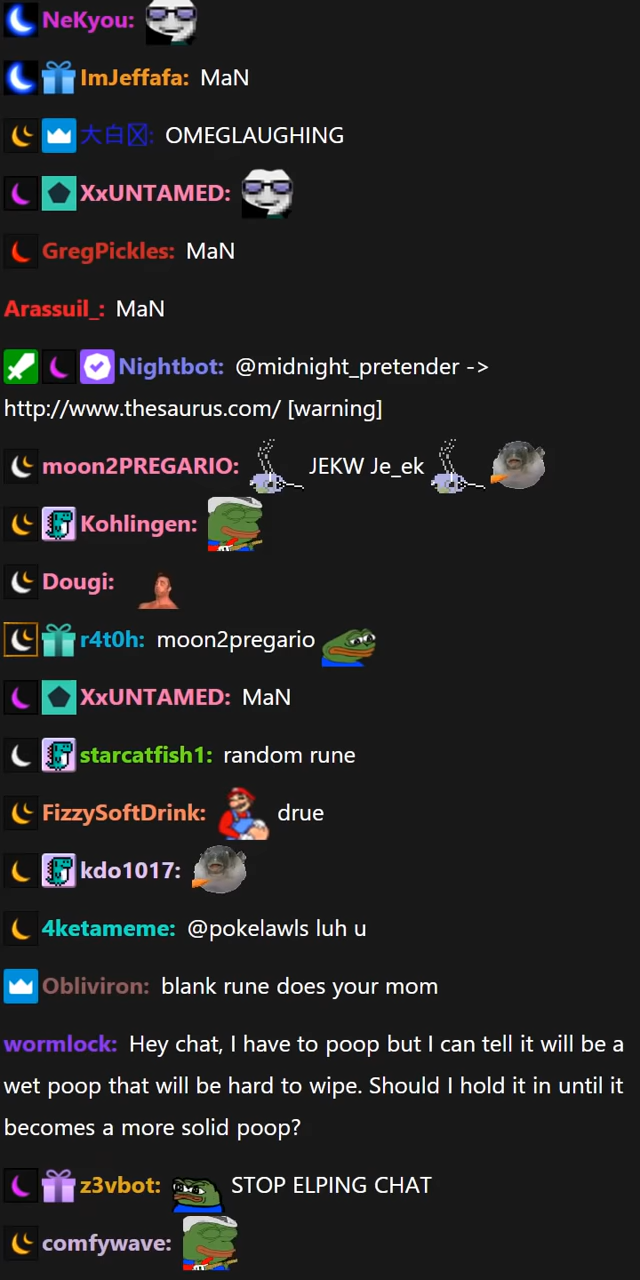 NeKyou:
ImJeffafa: MaN
大白: OMEGLAUGHING
XxUNTAMED:
GregPickles: MaN
Arassuil_: MaN
Nightbot: @midnight_pretender ->
http://www.thesaurus.com/ [warning]
moon2PREGARIO: JEKW Je_ek
Kohlingen:
Dougi:
r4t0h: moon2pregario
XxUNTAMED: MaN
starcatfish1: random rune
FizzySoftDrink: drue
kdo1017:
4ketameme: @pokelawls luh u
Obliviron: blank rune does your mom
wormlock: Hey chat, I have to poop but I can tell it will be a
wet poop that will be hard to wipe. Should I hold it in until it
becomes a more solid poop?
z3vbot: STOP ELPING CHAT
comfywave: